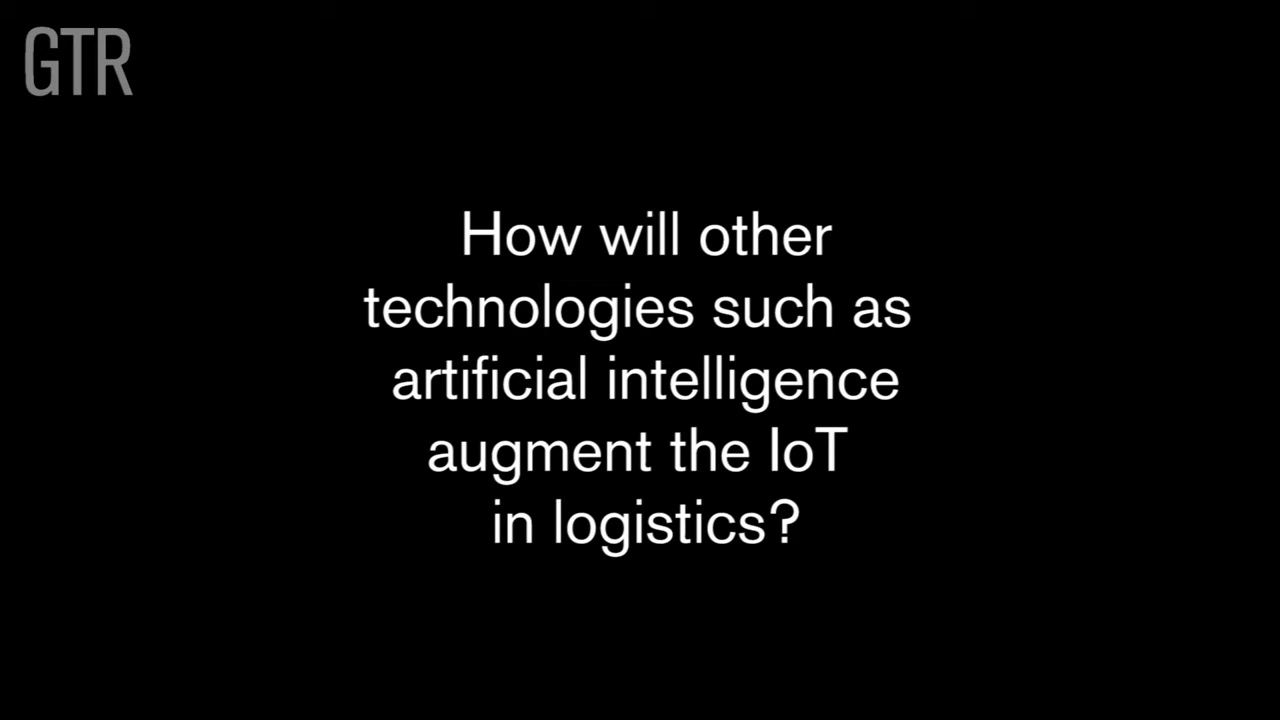 GTR
How will other
technologies such as
artificial intelligence
augment the IoT
in logistics?